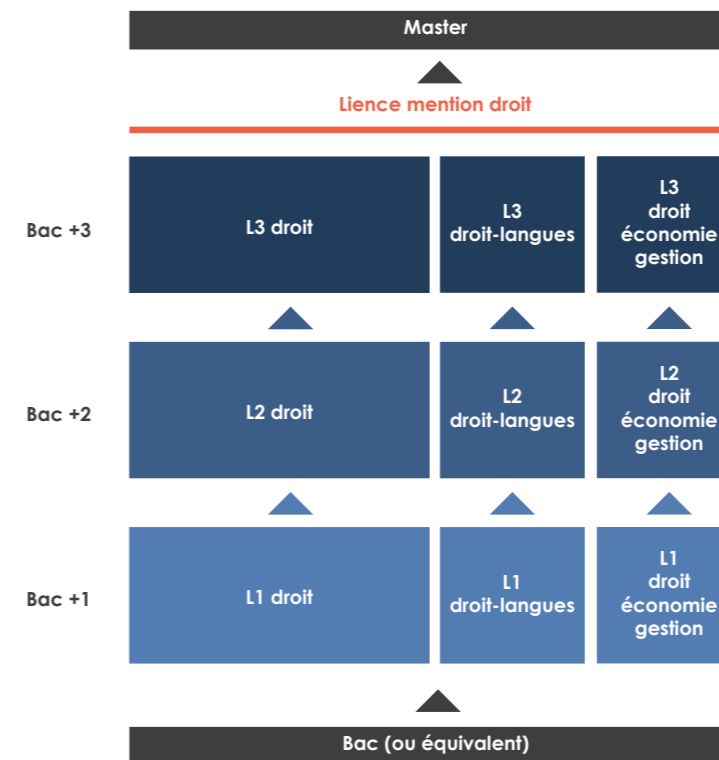 Master
Lience mention droit
Bac +3
L3 droit
L3
droit-langues
L3
droit
économie
gestion
Bac +2
L2 droit
L2
droit-langues
L2
droit
économie
gestion
Bac +1
L1 droit
L1
droit-langues
L1
droit
économie
gestion
Bac (ou équivalent)